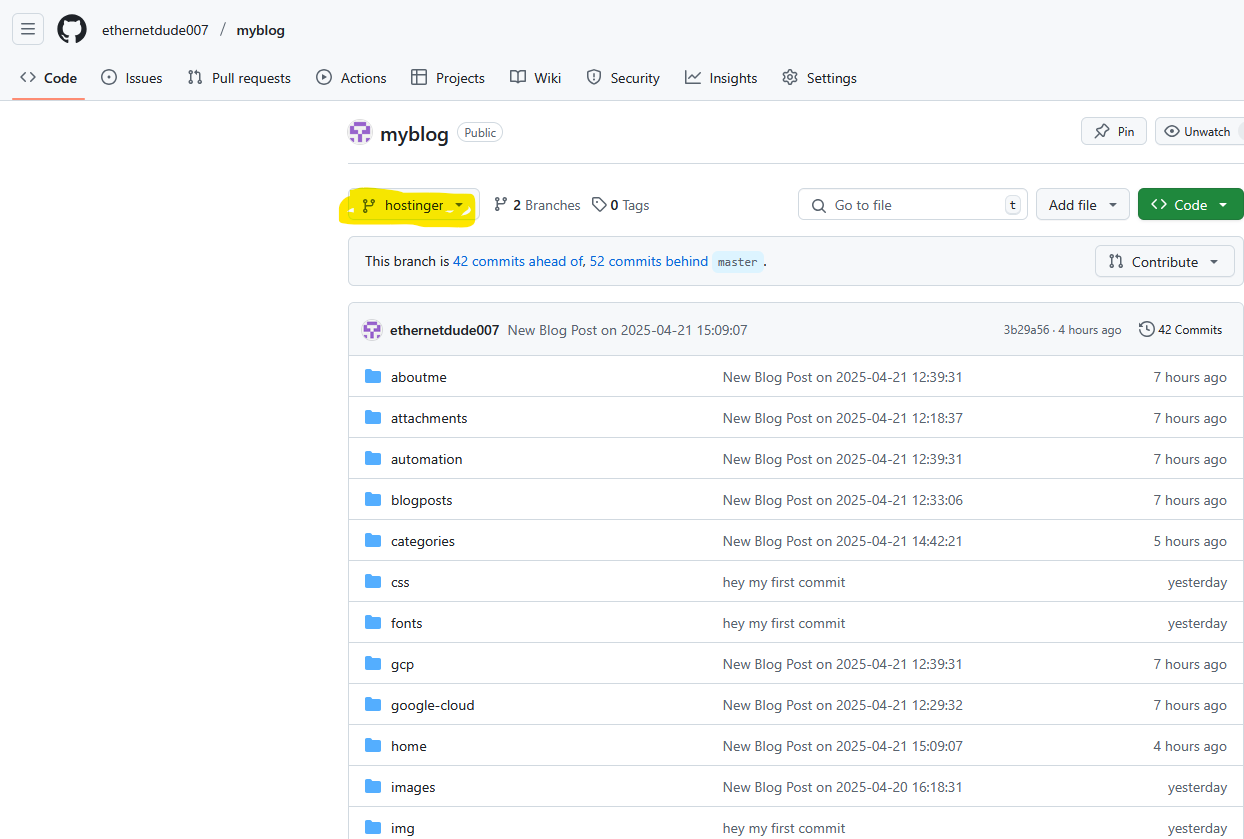 ethernetdude007 / myblog
Code Issues Pull requests Actions Projects Wiki Security Insights Settings
myblog Public Pin Unwatch
hostinger 2 Branches 0 Tags Go to file t Add file Code
This branch is 42 commits ahead of, 52 commits behind master . Contribute
ethernetdude007 New Blog Post on 2025-04-21 15:09:07 3b29a56 · 4 hours ago 42 Commits
aboutme New Blog Post on 2025-04-21 12:39:31 7 hours ago
attachments New Blog Post on 2025-04-21 12:18:37 7 hours ago
automation New Blog Post on 2025-04-21 12:39:31 7 hours ago
blogposts New Blog Post on 2025-04-21 12:33:06 7 hours ago
categories New Blog Post on 2025-04-21 14:42:21 5 hours ago
css hey my first commit yesterday
fonts hey my first commit yesterday
gcp New Blog Post on 2025-04-21 12:39:31 7 hours ago
google-cloud New Blog Post on 2025-04-21 12:29:32 7 hours ago
home New Blog Post on 2025-04-21 15:09:07 4 hours ago
images New Blog Post on 2025-04-20 16:18:31 yesterday
img hey my first commit yesterday